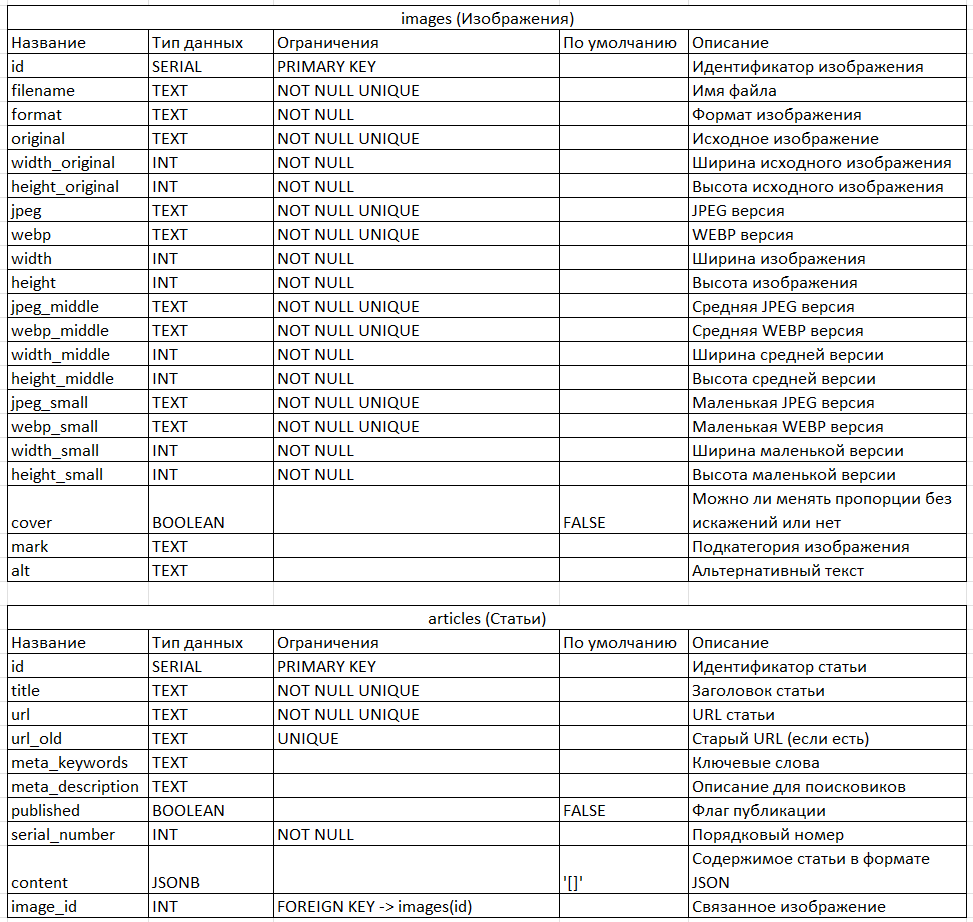 images (Изображения)
Название Тип данных Ограничения По умолчанию Описание
id SERIAL PRIMARY KEY Идентификатор изображения
filename TEXT NOT NULL UNIQUE Имя файла
format TEXT NOT NULL Формат изображения
original TEXT NOT NULL UNIQUE Исходное изображение
width_original INT NOT NULL Ширина исходного изображения
height_original INT NOT NULL Высота исходного изображения
jpeg TEXT NOT NULL UNIQUE JPEG версия
webp TEXT NOT NULL UNIQUE WEBP версия
width INT NOT NULL Ширина изображения
height INT NOT NULL Высота изображения
jpeg_middle TEXT NOT NULL UNIQUE Средняя JPEG версия
webp_middle TEXT NOT NULL UNIQUE Средняя WEBP версия
width_middle INT NOT NULL Ширина средней версии
height_middle INT NOT NULL Высота средней версии
jpeg_small TEXT NOT NULL UNIQUE Маленькая JPEG версия
webp_small TEXT NOT NULL UNIQUE Маленькая WEBP версия
width_small INT NOT NULL Ширина маленькой версии
height_small INT NOT NULL Высота маленькой версии
Можно ли менять пропорции без
cover BOOLEAN FALSE искажений или нет
mark TEXT Подкатегория изображения
alt TEXT Альтернативный текст
articles (Статьи)
Название Тип данных Ограничения По умолчанию Описание
id SERIAL PRIMARY KEY Идентификатор статьи
title TEXT NOT NULL UNIQUE Заголовок статьи
url TEXT NOT NULL UNIQUE URL статьи
url_old TEXT UNIQUE Старый URL (если есть)
meta_keywords TEXT Ключевые слова
meta_description TEXT Описание для поисковиков
published BOOLEAN FALSE Флаг публикации
serial_number INT NOT NULL Порядковый номер
Содержимое статьи в формате
content JSONB '[]' JSON
image_id INT FOREIGN KEY -> images(id) Связанное изображение